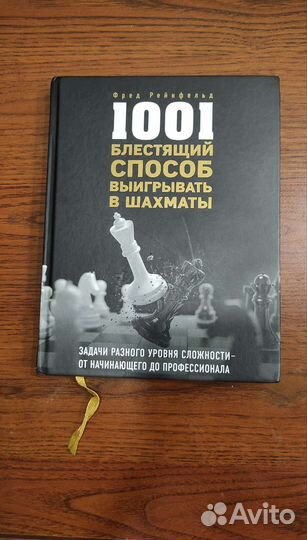 Фред Рейнфельд
1001
БЛЕСТЯЩИЙ
СПОСОБ
ВЫИГРЫВАТЬ
В ШАХМАТЫ
ЗАДАЧИ РАЗНОГО УРОВНЯ СЛОЖНОСТИ–
ОТ НАЧИНАЮЩЕГО ДО ПРОФЕССИОНАЛА
Avito